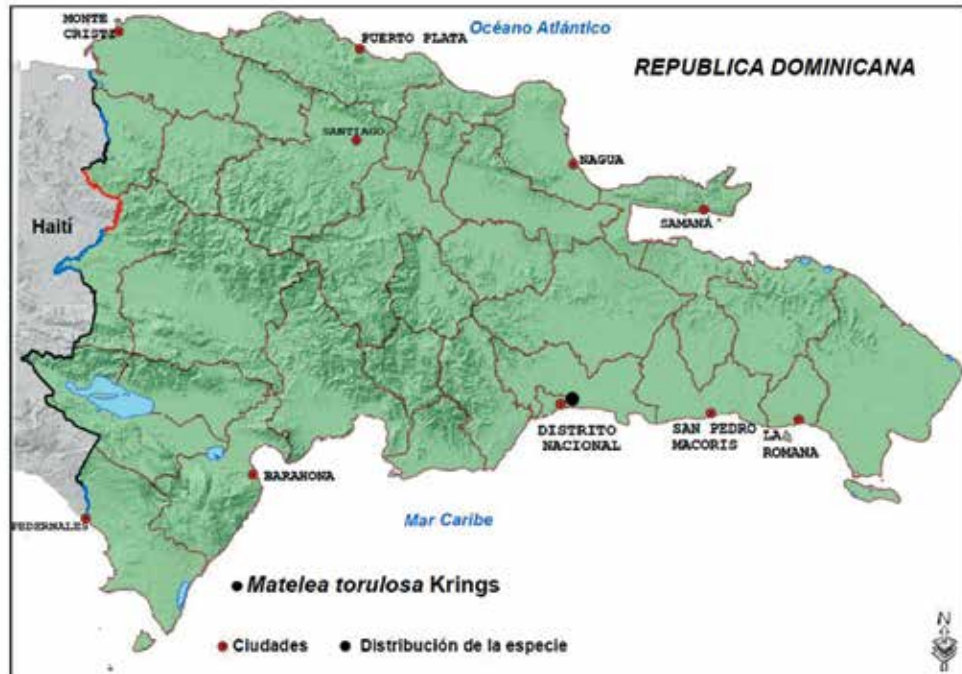 MONTE
CRISTI
PUERTO PLATA
Océano Atlántico
REPUBLICA DOMINICANA
SANTIAGO
NAGUA
SAMANÁ
Haití
DISTRITO
NACIONAL
SAN PEDRO
MACORIS
LA
ROMANA
BARAHONA
PEDERNALES
Mar Caribe
Matelea torulosa Krings
Ciudades
Distribución de la especie
N